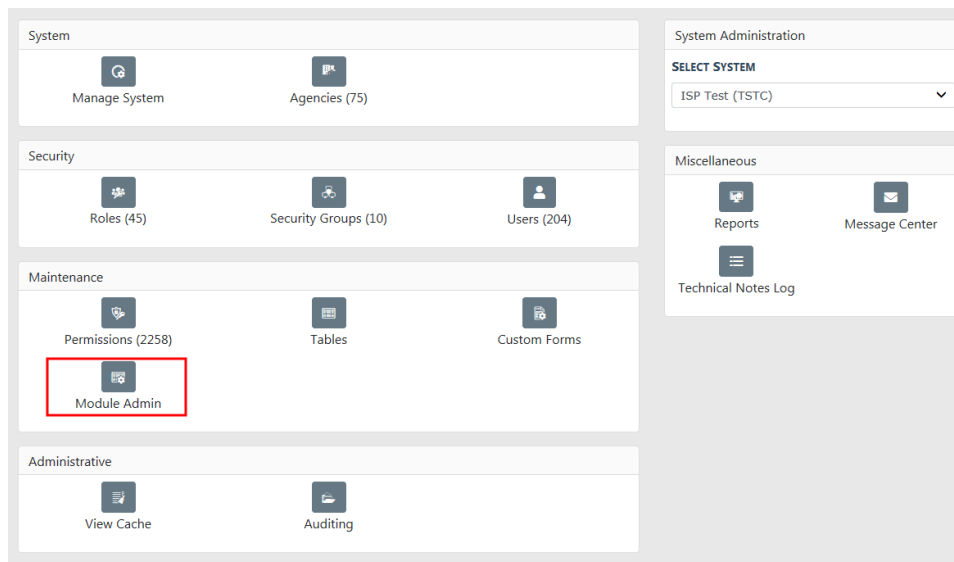 System
Manage System
Agencies (75)
Security
Roles (45)
Security Groups (10)
Users (204)
Maintenance
Permissions (2258)
Tables
Custom Forms
Module Admin
Administrative
View Cache
Auditing
System Administration
SELECT SYSTEM
ISP Test (TSTC)
Miscellaneous
Reports
Message Center
Technical Notes Log